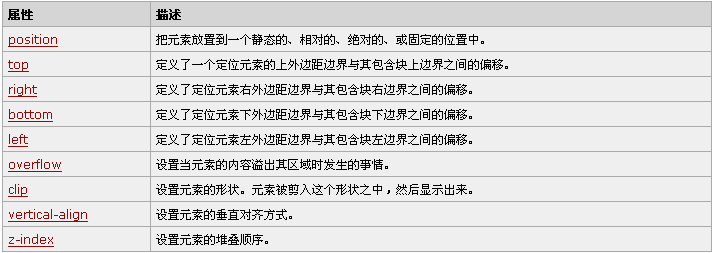 属性 描述
position 把元素放置到一个静态的、相对的、绝对的、或固定的位置中。
top 定义了一个定位元素的上外边距边界与其包含块上边界之间的偏移。
right 定义了定位元素右外边距边界与其包含块右边界之间的偏移。
bottom 定义了定位元素下外边距边界与其包含块下边界之间的偏移。
left 定义了定位元素左外边距边界与其包含块左边界之间的偏移。
overflow 设置当元素的内容溢出其区域时发生的事情。
clip 设置元素的形状。元素被剪入这个形状之中，然后显示出来。
vertical-align 设置元素的垂直对齐方式。
z-index 设置元素的堆叠顺序。